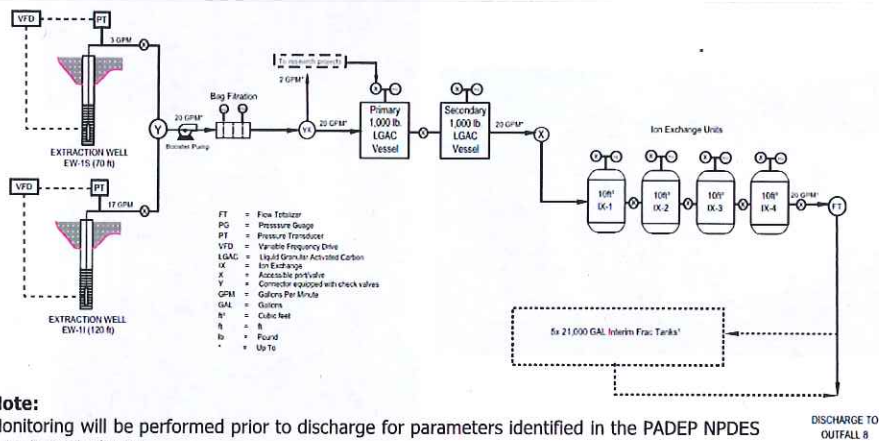 VFD
PT
3 GPM
X
EXTRACTION WELL
EW-1S (70 ft)
VFD
PT
17 GPM
X
EXTRACTION WELL
EW-1I (120 ft)
Y
20 GPM*
Booster Pump
Bag Filtration
To research projects
2 GPM*
YX
20 GPM*
X
Primary
1,000 lb.
LGAC
Vessel
X
Secondary
1,000 lb.
LGAC
Vessel
20 GPM*
X
Ion Exchange Units
10ft³
IX-1
10ft³
IX-2
10ft³
IX-3
10ft³
IX-4
20 GPM*
FT
FT = Flow Totalizer
PG = Presssure Guage
PT = Pressure Transducer
VFD = Variable Frequency Drive
LGAC = Liquid Granular Activated Carbon
IX = Ion Exchange
X = Accessible port/valve
Y = Connector equipped with check valves
GPM = Gallons Per Minute
GAL = Gallons
ft³ = Cubic feet
ft = ft
lb = Pound
* = Up To
5x 21,000 GAL Interim Frac Tanks*
DISCHARGE TO
OUTFALL 8
Note:
Monitoring will be performed prior to discharge for parameters identified in the PADEP NPDES